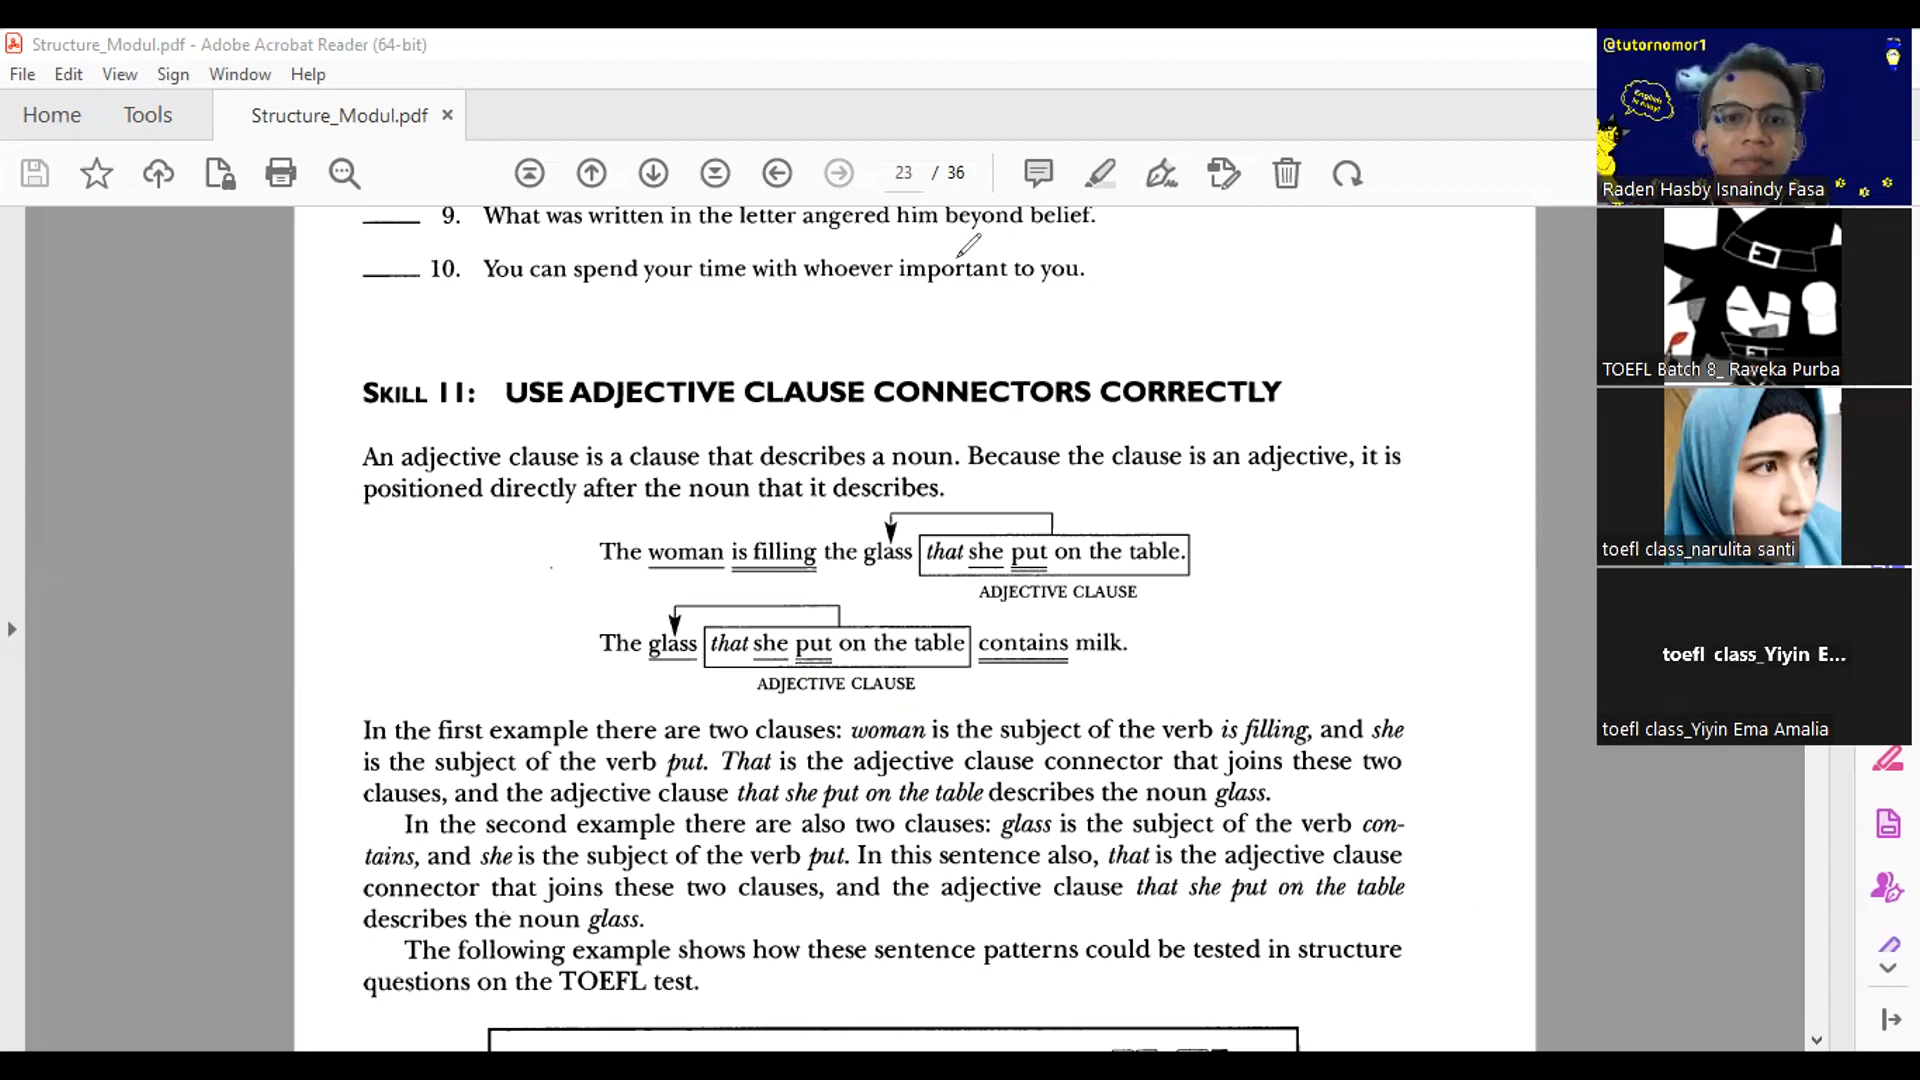 Structure_Modul.pdf - Adobe Acrobat Reader (64-bit)
File Edit View Sign Window Help
Home Tools Structure_Modul.pdf ×
23 / 36
____ 9. What was written in the letter angered him beyond belief.
____ 10. You can spend your time with whoever important to you.
SKILL 11: USE ADJECTIVE CLAUSE CONNECTORS CORRECTLY
An adjective clause is a clause that describes a noun. Because the clause is an adjective, it is
positioned directly after the noun that it describes.
The woman is filling the glass that she put on the table.
ADJECTIVE CLAUSE
The glass that she put on the table contains milk.
ADJECTIVE CLAUSE
In the first example there are two clauses: woman is the subject of the verb is filling, and she
is the subject of the verb put. That is the adjective clause connector that joins these two
clauses, and the adjective clause that she put on the table describes the noun glass.
In the second example there are also two clauses: glass is the subject of the verb con-
tains, and she is the subject of the verb put. In this sentence also, that is the adjective clause
connector that joins these two clauses, and the adjective clause that she put on the table
describes the noun glass.
The following example shows how these sentence patterns could be tested in structure
questions on the TOEFL test.
@tutornomor1
English is easy!
Raden Hasby Isnaindy Fasa
TOEFL Batch 8_ Raveka Purba
toefl class_narulita santi
toefl class_Yiyin E...
toefl class_Yiyin Ema Amalia